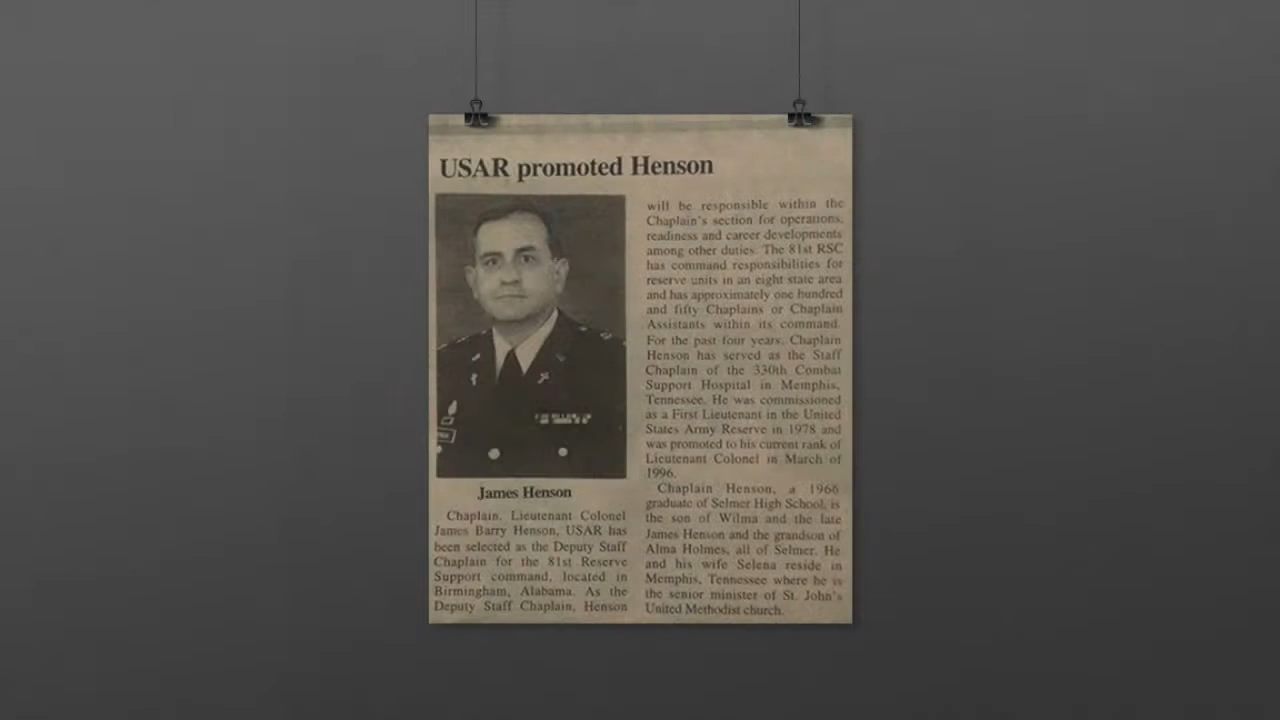 USAR promoted Henson
James Henson
Chaplain, Lieutenant Colonel
James Barry Henson, USAR has
been selected as the Deputy Staff
Chaplain for the 81st Reserve
Support command, located in
Birmingham, Alabama. As the
Deputy Staff Chaplain, Henson
will be responsible within the
Chaplain's section for operations,
readiness and career developments
among other duties. The 81st RSC
has command responsibilities for
reserve units in an eight state area
and has approximately one hundred
and fifty Chaplains or Chaplain
Assistants within its command.
For the past four years, Chaplain
Henson has served as the Staff
Chaplain of the 330th Combat
Support Hospital in Memphis,
Tennessee. He was commissioned
as a First Lieutenant in the United
States Army Reserve in 1978 and
was promoted to his current rank of
Lieutenant Colonel in March of
1996.
Chaplain Henson, a 1966
graduate of Selmer High School, is
the son of Wilma and the late
James Henson and the grandson of
Alma Holmes, all of Selmer. He
and his wife Selena reside in
Memphis, Tennessee where he is
the senior minister of St. John's
United Methodist church.